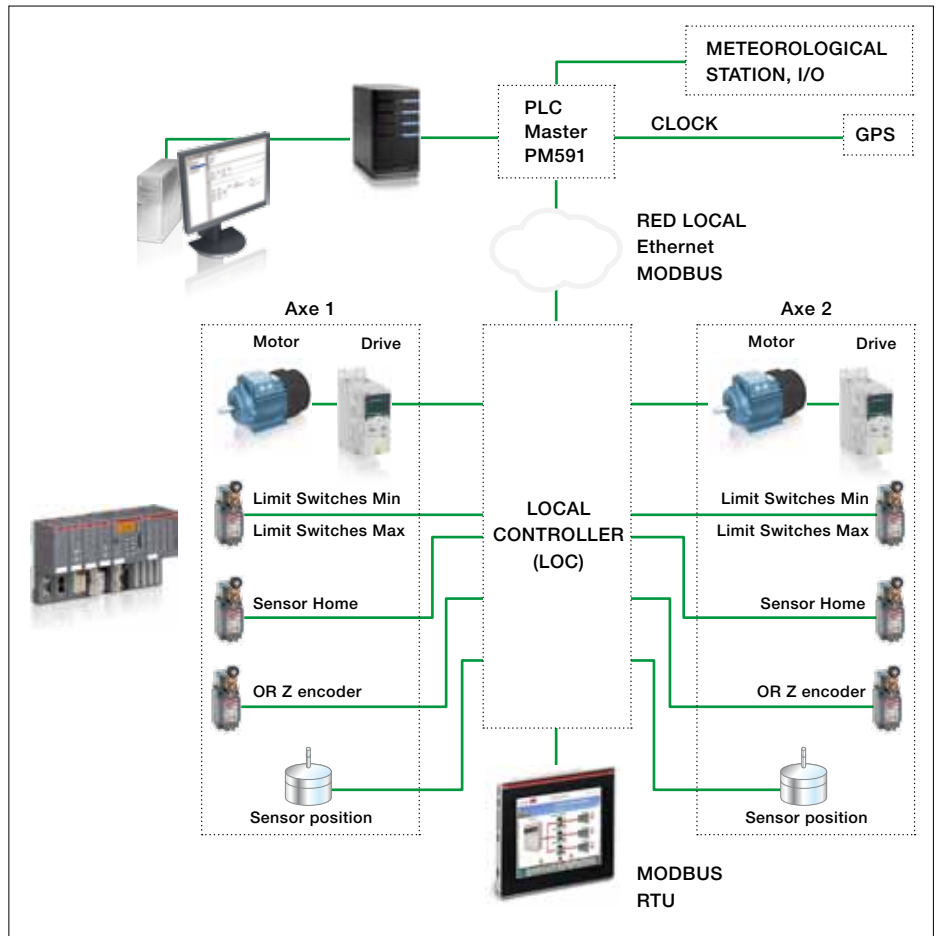 METEOROLOGICAL
STATION, I/O
PLC
Master
PM591
CLOCK
GPS
RED LOCAL
Ethernet
MODBUS
Axe 1
Axe 2
Motor
Drive
Motor
Drive
Limit Switches Min
Limit Switches Max
Sensor Home
OR Z encoder
Sensor position
LOCAL
CONTROLLER
(LOC)
Limit Switches Min
Limit Switches Max
Sensor Home
OR Z encoder
Sensor position
MODBUS
RTU